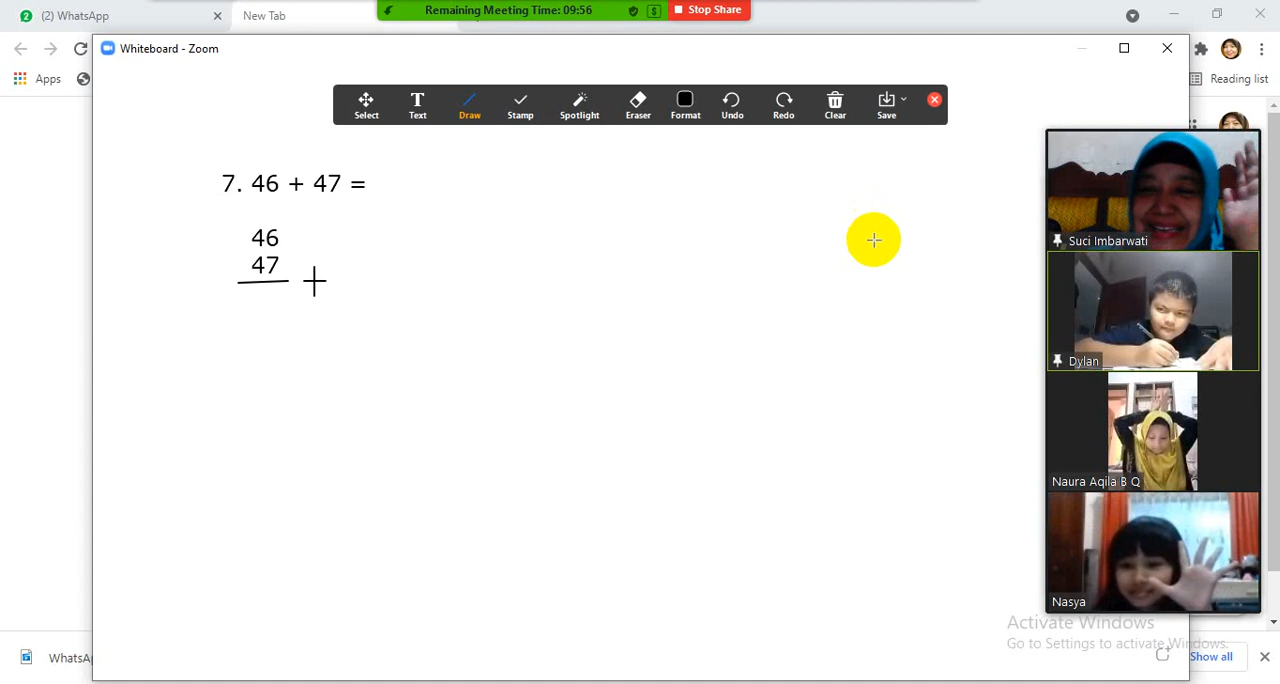 (2) WhatsApp
New Tab
Remaining Meeting Time: 09:56
Stop Share
Whiteboard - Zoom
Apps
Reading list
Select
Text
Draw
Stamp
Spotlight
Eraser
Format
Undo
Redo
Clear
Save
7. 46 + 47 =
46
47
+
Suci Imbarwati
Dylan
Naura Aqila B Q
Nasya
Activate Windows
Go to Settings to activate Windows.
WhatsAp
Show all